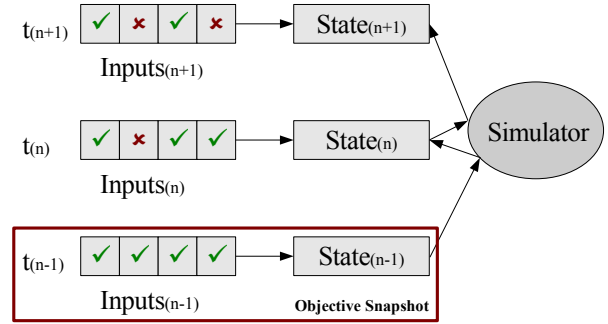 t(n+1) ✓ ✘ ✓ ✘ State(n+1)
Inputs(n+1)
Simulator
t(n) ✓ ✘ ✓ ✓ State(n)
Inputs(n)
t(n-1) ✓ ✓ ✓ ✓ State(n-1)
Inputs(n-1) Objective Snapshot